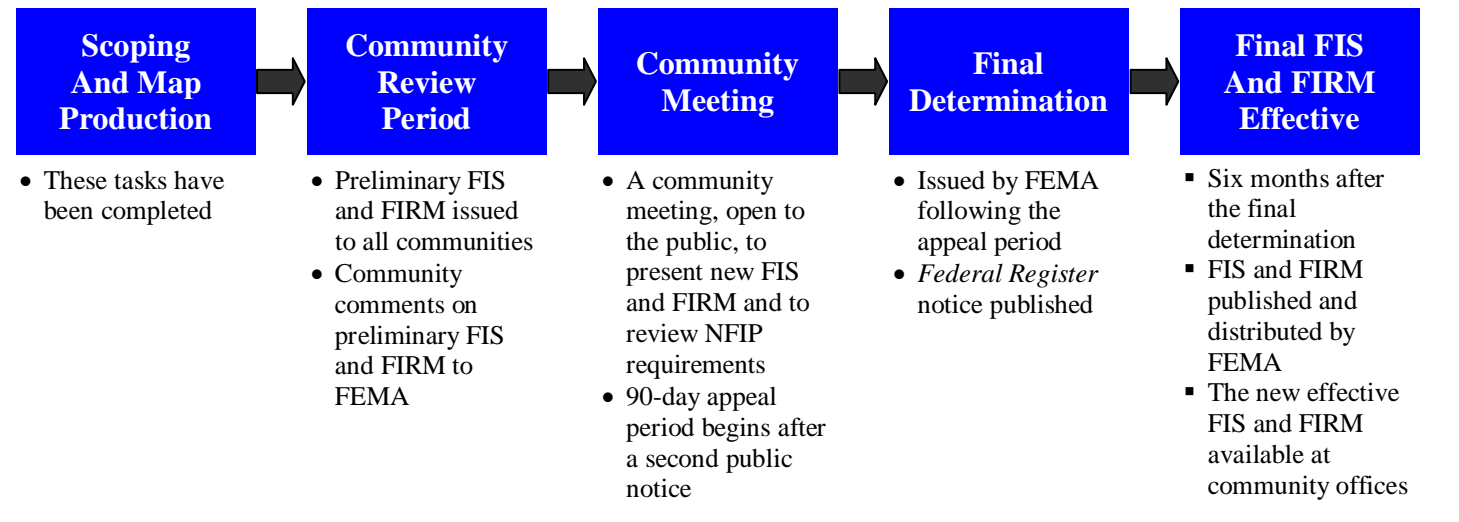 Scoping
And Map
Production
• These tasks have
been completed
Community
Review
Period
• Preliminary FIS
and FIRM issued
to all communities
• Community
comments on
preliminary FIS
and FIRM to
FEMA
Community
Meeting
• A community
meeting, open to
the public, to
present new FIS
and FIRM and to
review NFIP
requirements
• 90-day appeal
period begins after
a second public
notice
Final
Determination
• Issued by FEMA
following the
appeal period
• Federal Register
notice published
Final FIS
And FIRM
Effective
▪ Six months after
the final
determination
▪ FIS and FIRM
published and
distributed by
FEMA
▪ The new effective
FIS and FIRM
available at
community offices